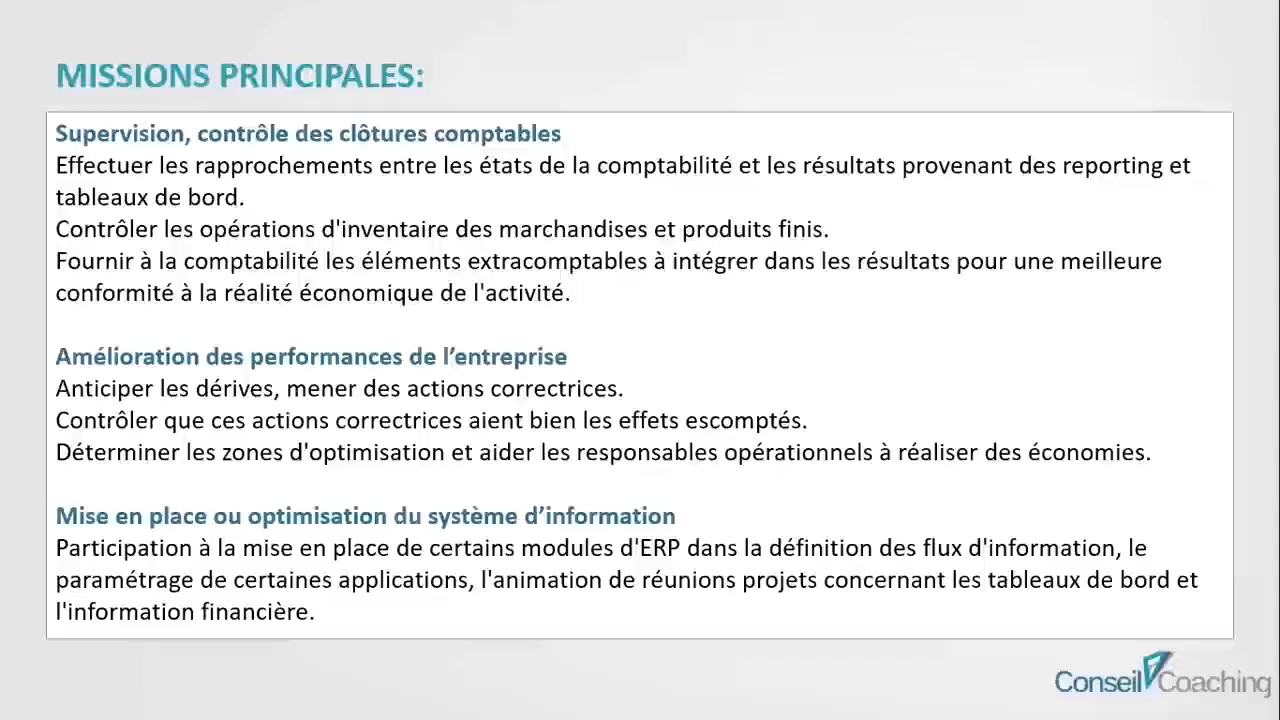 MISSIONS PRINCIPALES:
Supervision, contrôle des clôtures comptables
Effectuer les rapprochements entre les états de la comptabilité et les résultats provenant des reporting et
tableaux de bord.
Contrôler les opérations d'inventaire des marchandises et produits finis.
Fournir à la comptabilité les éléments extracomptables à intégrer dans les résultats pour une meilleure
conformité à la réalité économique de l'activité.
Amélioration des performances de l’entreprise
Anticiper les dérives, mener des actions correctrices.
Contrôler que ces actions correctrices aient bien les effets escomptés.
Déterminer les zones d'optimisation et aider les responsables opérationnels à réaliser des économies.
Mise en place ou optimisation du système d’information
Participation à la mise en place de certains modules d'ERP dans la définition des flux d'information, le
paramétrage de certaines applications, l'animation de réunions projets concernant les tableaux de bord et
l'information financière.
Conseil Coaching